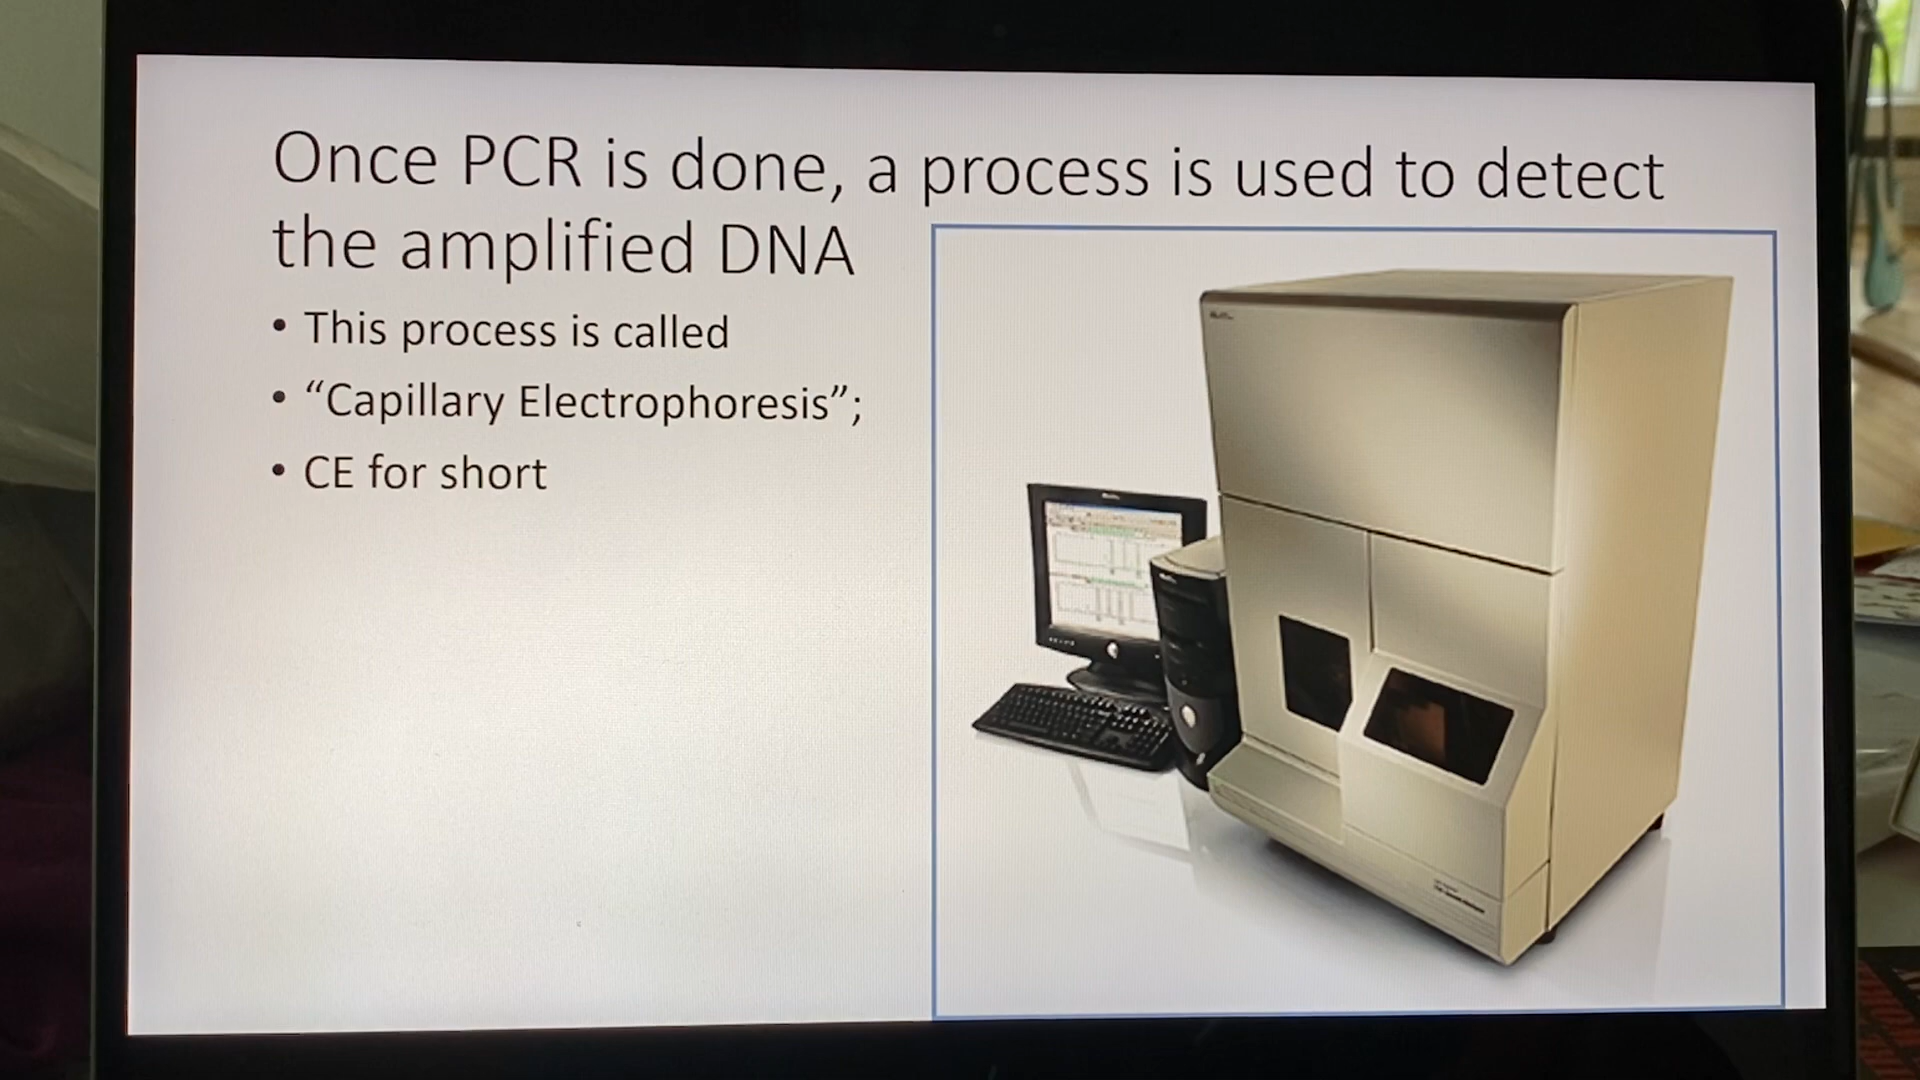 Once PCR is done, a process is used to detect
the amplified DNA
• This process is called
• “Capillary Electrophoresis”;
• CE for short